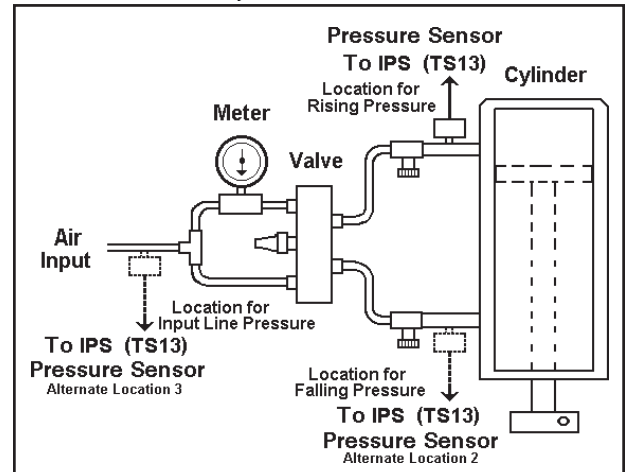 Pressure Sensor
To IPS (TS13)
Location for
Rising Pressure
Cylinder
Meter
Valve
Air
Input
Location for
Input Line Pressure
To IPS (TS13)
Pressure Sensor
Alternate Location 3
Location for
Falling Pressure
To IPS (TS13)
Pressure Sensor
Alternate Location 2